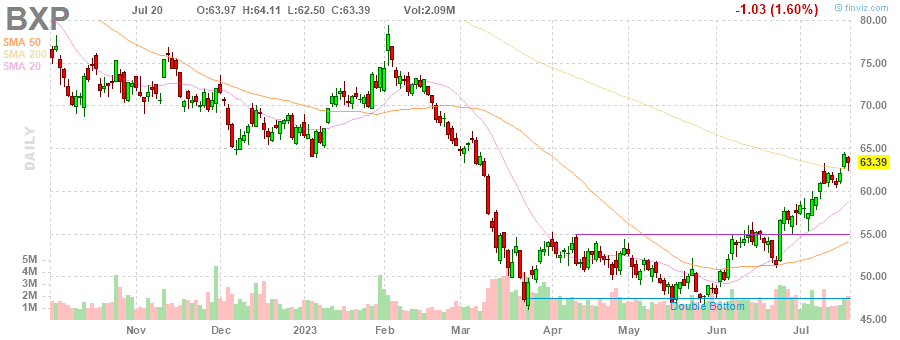 BXP
Jul 20 O:63.97 H:64.11 L:62.50 C:63.39 Vol:2.09M
-1.03 (1.60%)
finviz.com
SMA 50
SMA 200
SMA 20
DAILY
80.00
75.00
70.00
65.00
63.39
60.00
55.00
50.00
45.00
5M
4M
3M
2M
1M
Double Bottom
Nov Dec 2023 Feb Mar Apr May Jun Jul